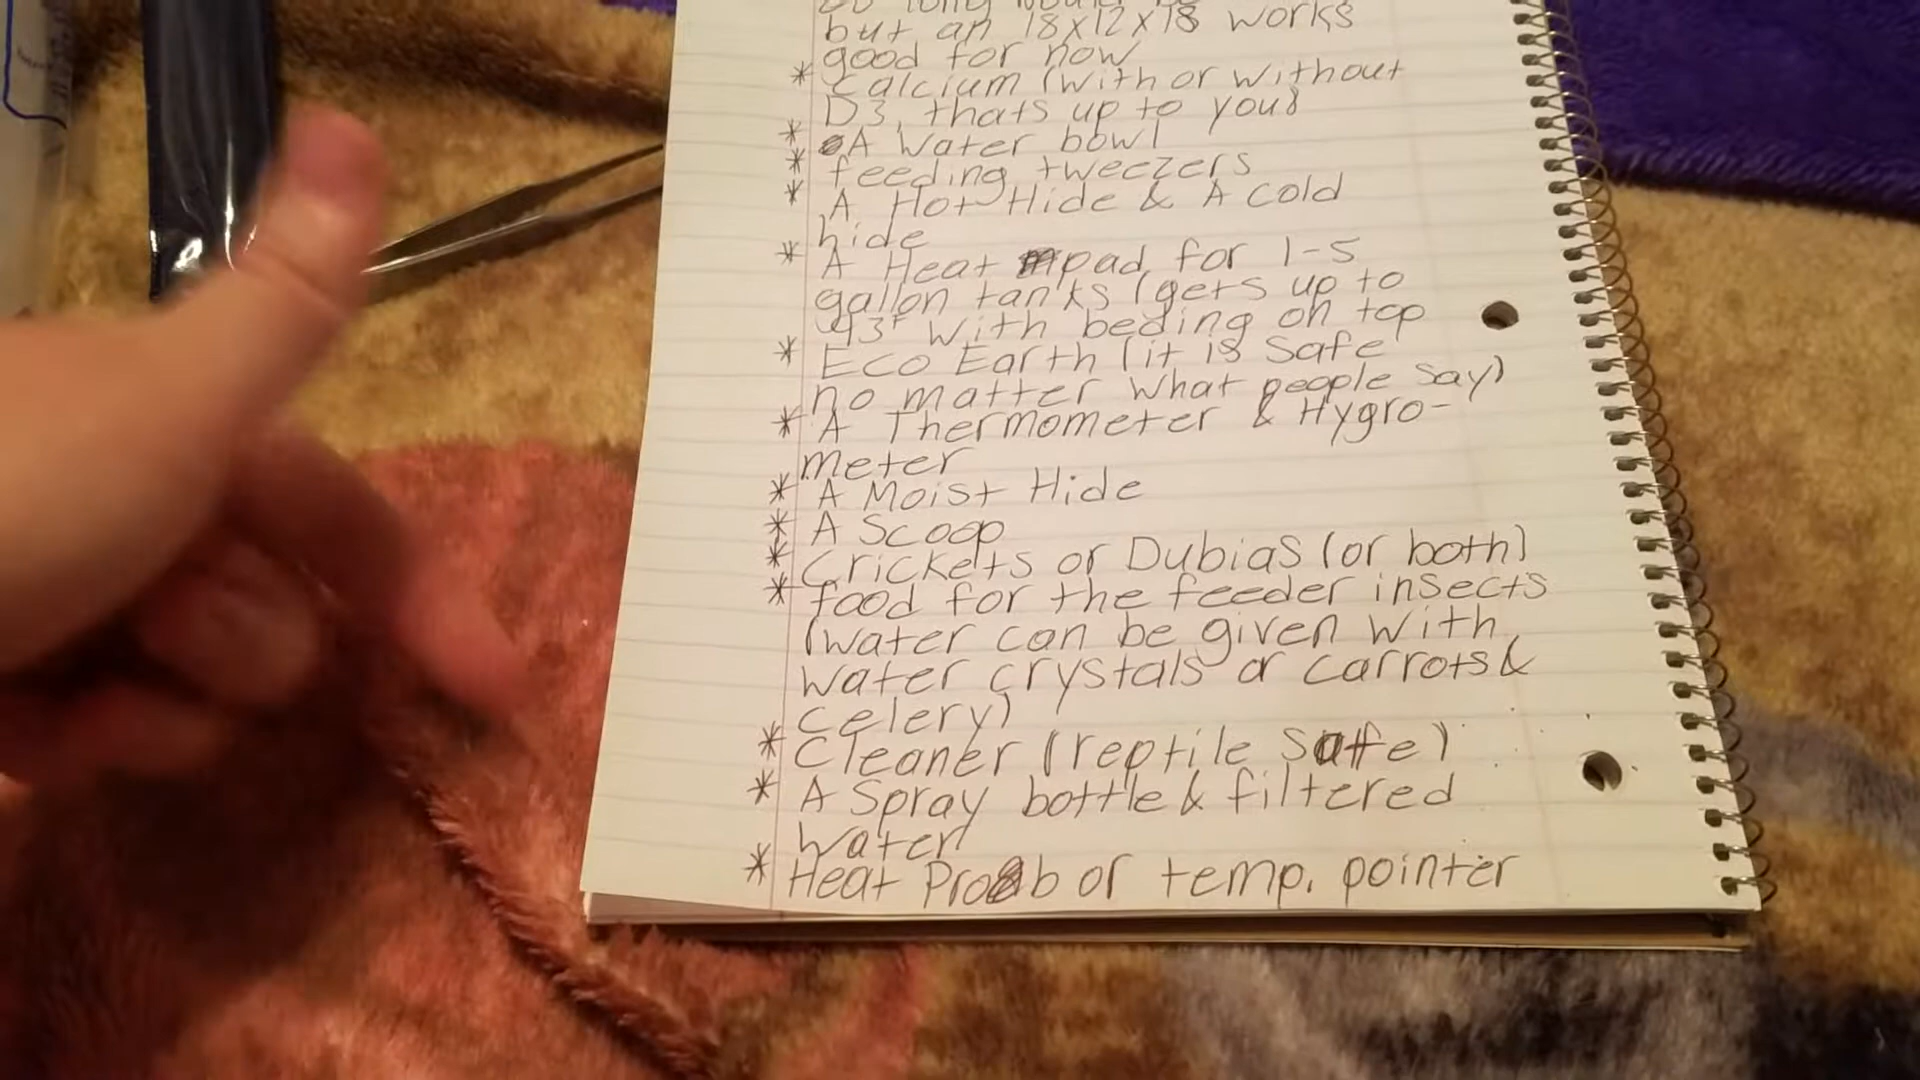 but an 18x12x18 works
good for now
* Calcium (with or without
D3, thats up to you)
* A Water bowl
* feeding tweezers
* A Hot Hide & A cold
hide
* A Heat pad for 1-5
gallon tanks (gets up to
93F With beding on top
* Eco Earth (it is safe
no matter what people say)
* A Thermometer & Hygro-
meter
* A Moist Hide
* A Scoop
* Crickets or Dubias (or both)
* food for the feeder insects
(water can be given with
water crystals or carrots &
celery)
* Cleaner (reptile Safe)
* A Spray bottle & filtered
water
* Heat Prob or temp. pointer